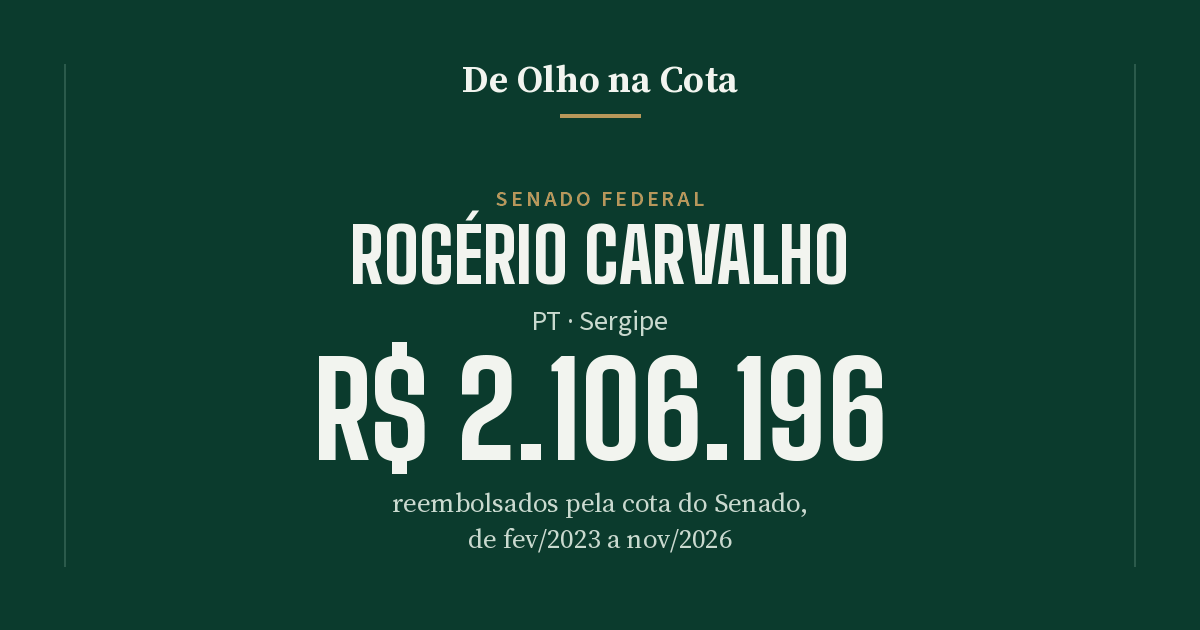 De Olho na Cota
SENADO FEDERAL
ROGÉRIO CARVALHO
PT · Sergipe
R$ 2.106.196
reembolsados pela cota do Senado,
de fev/2023 a nov/2026